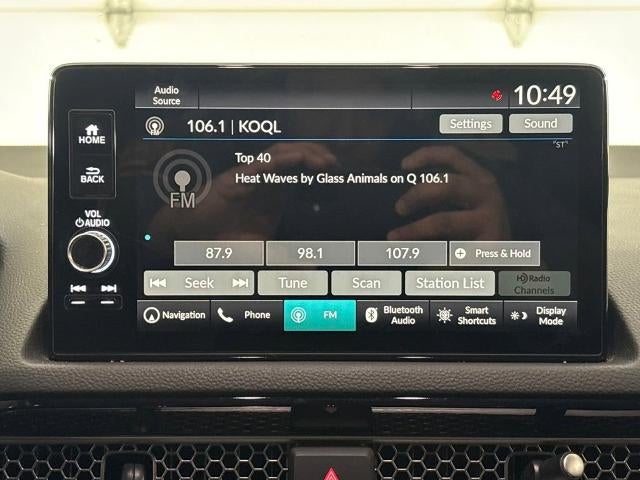 Audio
Source
10:49
HOME
FM
106.1 | KOQL
Settings
Sound
"ST"
BACK
Top 40
Heat Waves by Glass Animals on Q 106.1
FM
VOL
AUDIO
87.9
98.1
107.9
Press & Hold
Seek
Tune
Scan
Station List
HD Radio
Channels
Navigation
Phone
FM
Bluetooth
Audio
Smart
Shortcuts
Display
Mode